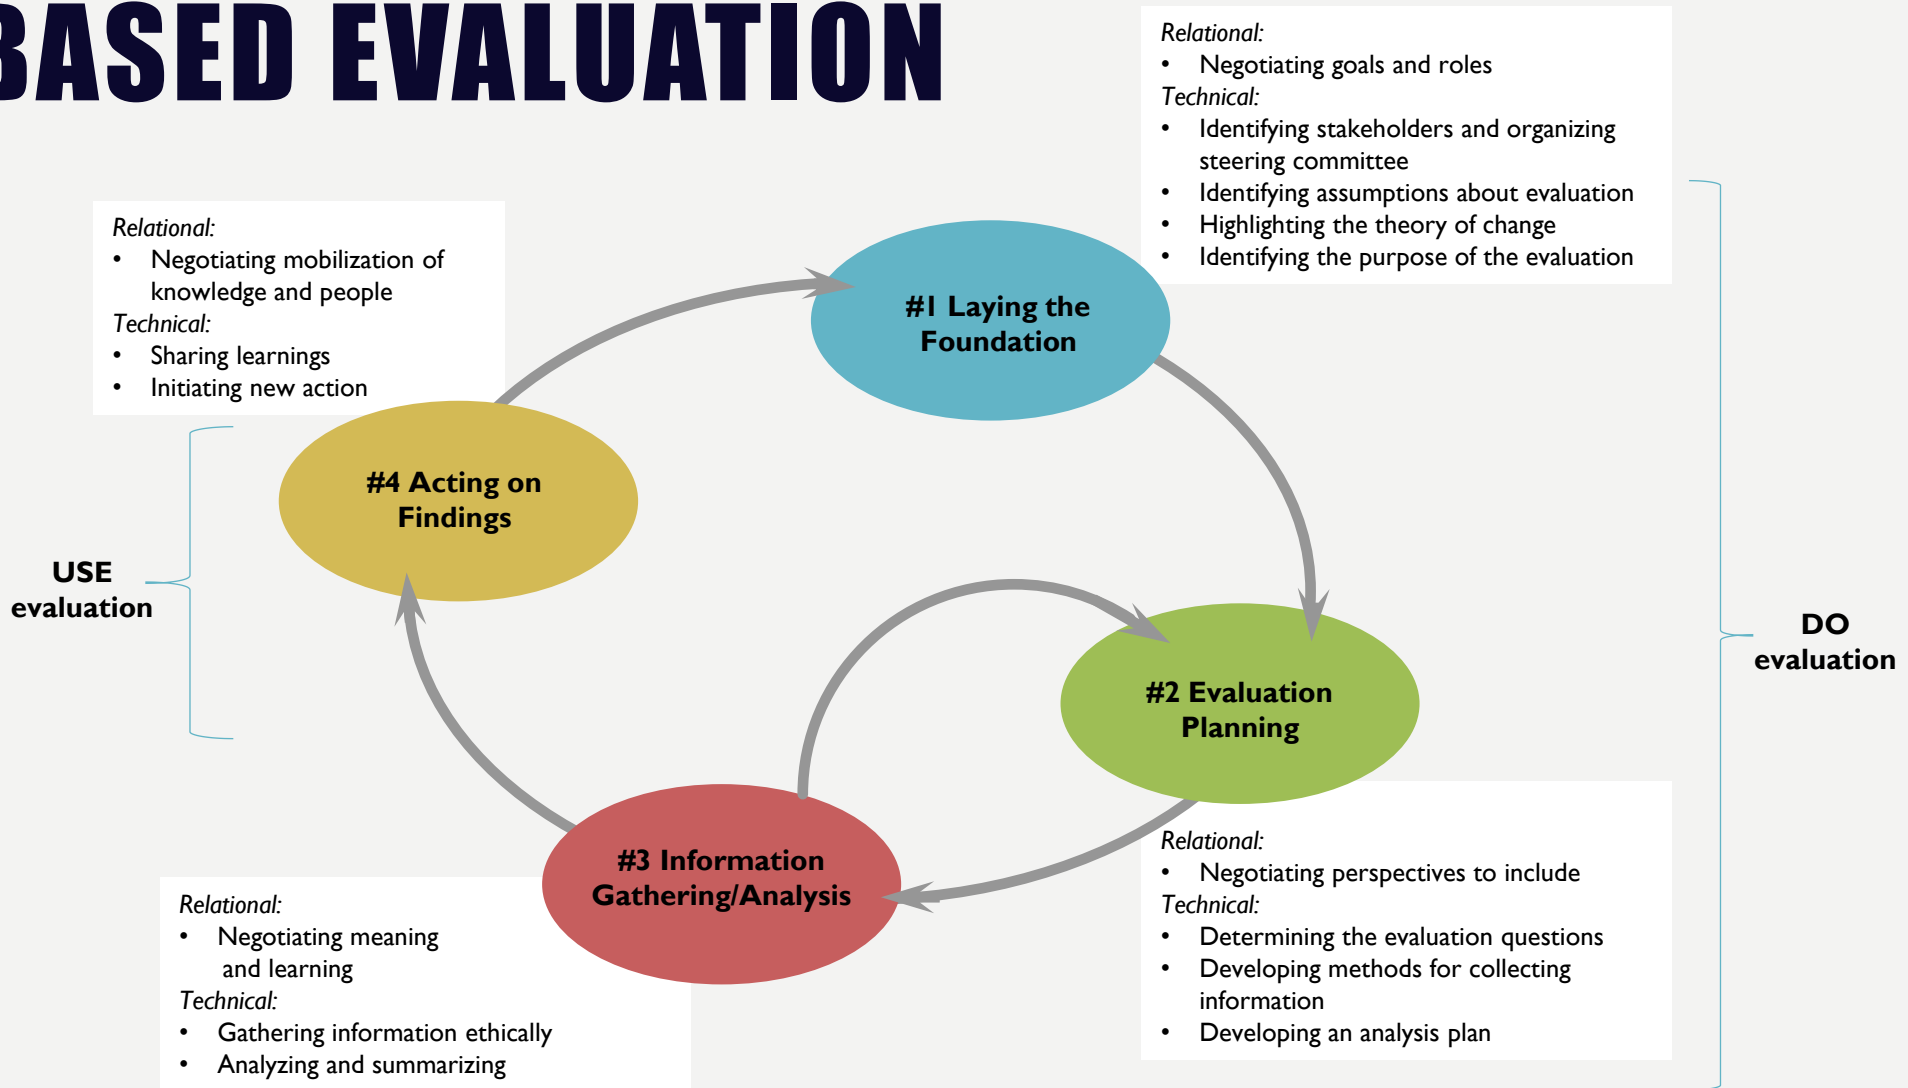 BASED EVALUATION
Relational:
• Negotiating goals and roles
Technical:
• Identifying stakeholders and organizing
steering committee
• Identifying assumptions about evaluation
• Highlighting the theory of change
• Identifying the purpose of the evaluation
Relational:
• Negotiating mobilization of
knowledge and people
Technical:
• Sharing learnings
• Initiating new action
#1 Laying the
Foundation
#4 Acting on
Findings
USE
evaluation
DO
evaluation
#2 Evaluation
Planning
#3 Information
Gathering/Analysis
Relational:
• Negotiating perspectives to include
Technical:
• Determining the evaluation questions
• Developing methods for collecting
information
• Developing an analysis plan
Relational:
• Negotiating meaning
and learning
Technical:
• Gathering information ethically
• Analyzing and summarizing